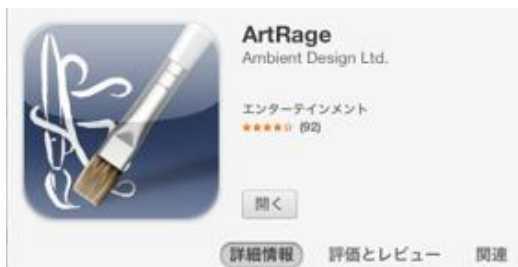 ArtRage
Ambient Design Ltd.
エンターテインメント
★★★★☆ (92)
開く
詳細情報 評価とレビュー 関連